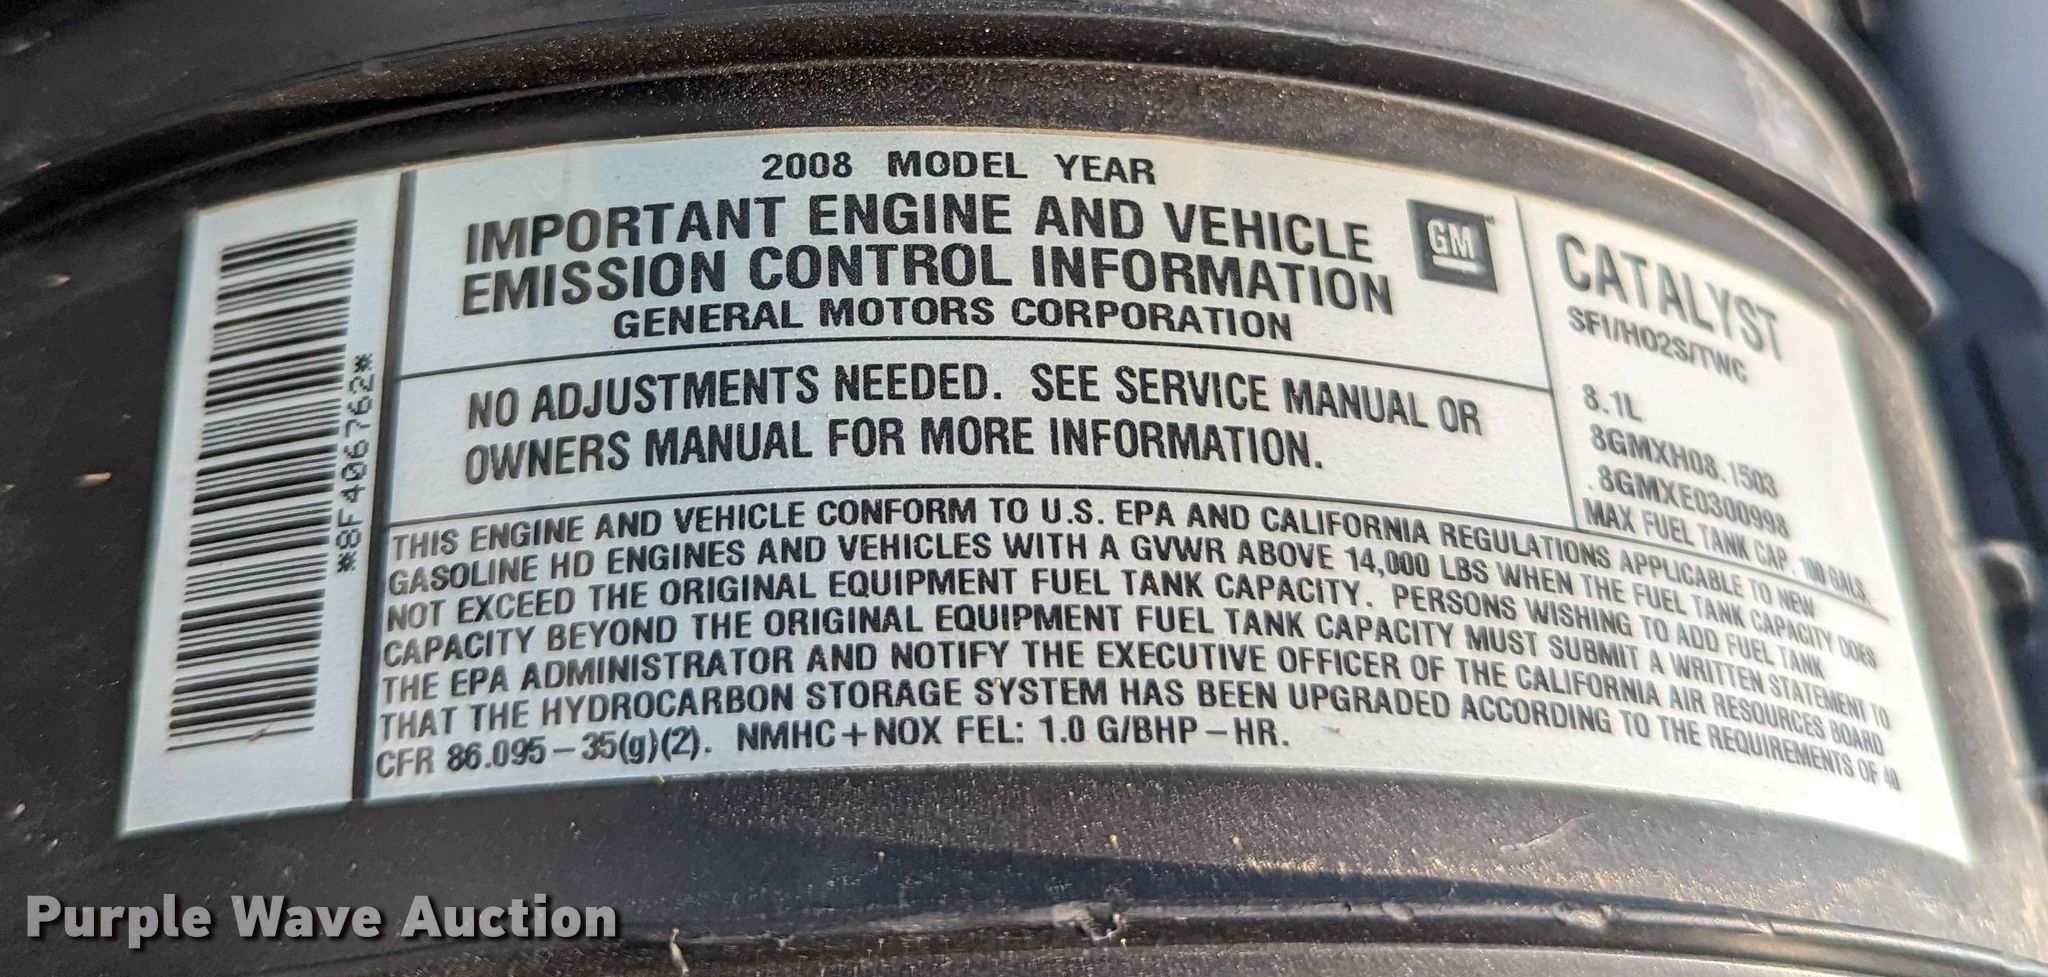 2008 MODEL YEAR
IMPORTANT ENGINE AND VEHICLE
EMISSION CONTROL INFORMATION
GENERAL MOTORS CORPORATION
GM
CATALYST
SFI/HO2S/TWC
8.1L
8GMXH08.1503
8GMXE0300998
MAX FUEL TANK CAP. 100 GALS.
NO ADJUSTMENTS NEEDED. SEE SERVICE MANUAL OR
OWNERS MANUAL FOR MORE INFORMATION.
THIS ENGINE AND VEHICLE CONFORM TO U.S. EPA AND CALIFORNIA REGULATIONS APPLICABLE TO NEW
GASOLINE HD ENGINES AND VEHICLES WITH A GVWR ABOVE 14,000 LBS WHEN THE FUEL TANK CAPACITY DOES
NOT EXCEED THE ORIGINAL EQUIPMENT FUEL TANK CAPACITY. PERSONS WISHING TO ADD FUEL TANK
CAPACITY BEYOND THE ORIGINAL EQUIPMENT FUEL TANK CAPACITY MUST SUBMIT A WRITTEN STATEMENT TO
THE EPA ADMINISTRATOR AND NOTIFY THE EXECUTIVE OFFICER OF THE CALIFORNIA AIR RESOURCES BOARD
THAT THE HYDROCARBON STORAGE SYSTEM HAS BEEN UPGRADED ACCORDING TO THE REQUIREMENTS OF 40
CFR 86.095-35(g)(2). NMHC+NOX FEL: 1.0 G/BHP-HR.
*8F406762*
Purple Wave Auction